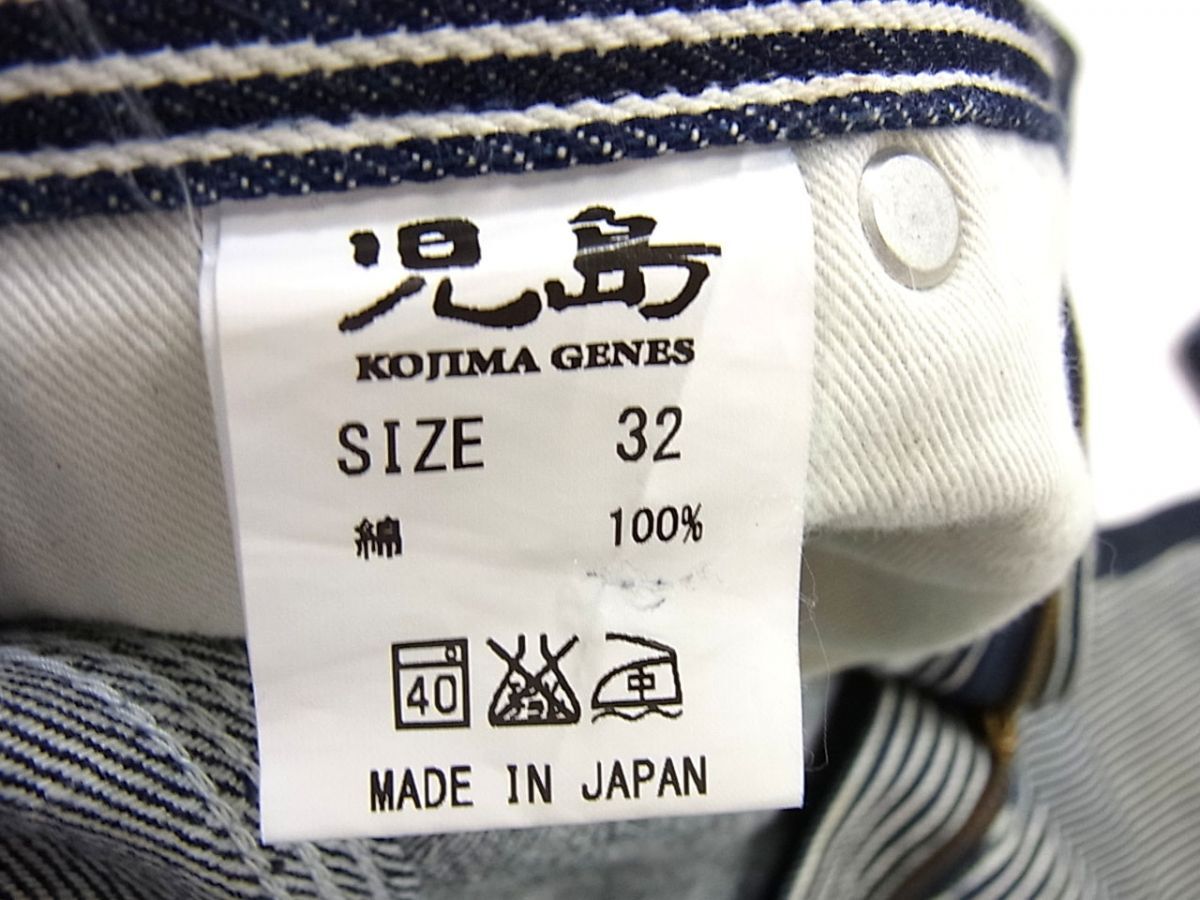 児島
KOJIMA GENES
SIZE 32
綿 100%
40 中
MADE IN JAPAN